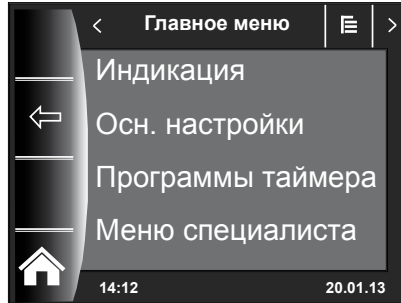 < Главное меню >
Индикация
Осн. настройки
Программы таймера
Меню специалиста
14:12 20.01.13